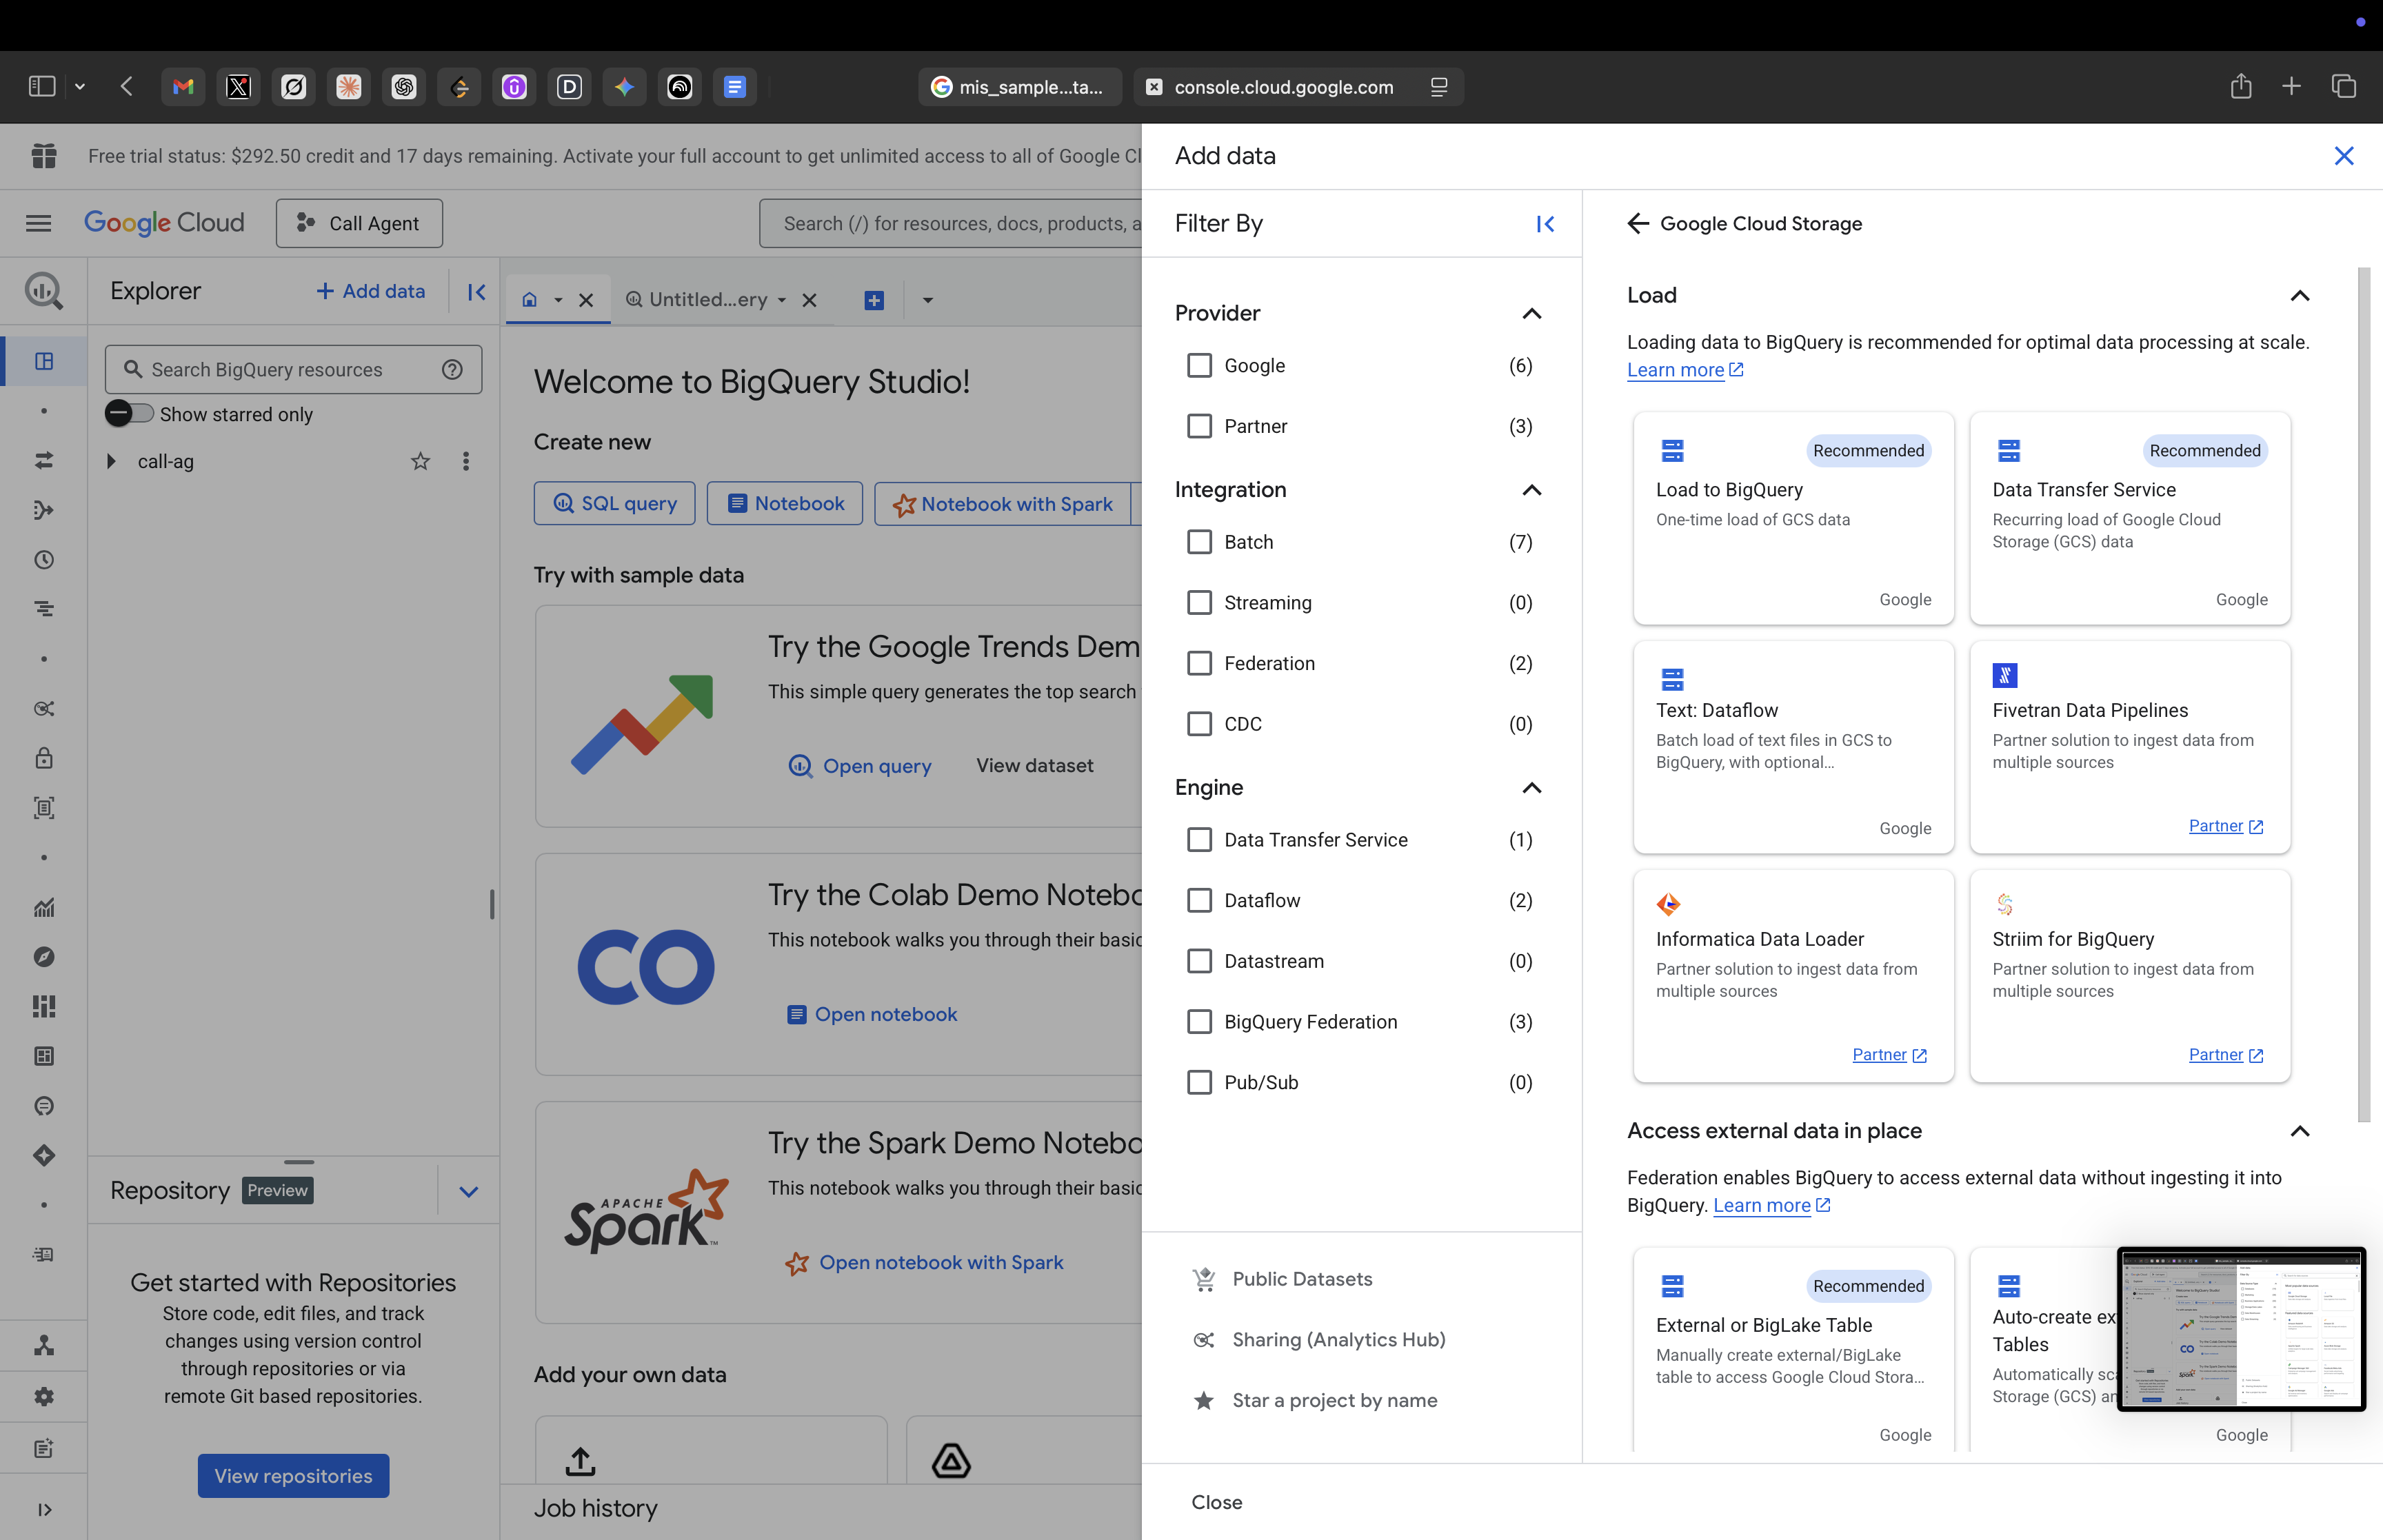 mis_sample...ta...
console.cloud.google.com
Free trial status: $292.50 credit and 17 days remaining. Activate your full account to get unlimited access to all of Google Cl
Google Cloud
Call Agent
Search (/) for resources, docs, products, a
Explorer
+ Add data
Untitled...ery
Search BigQuery resources
Show starred only
call-ag
Welcome to BigQuery Studio!
Create new
SQL query
Notebook
Notebook with Spark
Try with sample data
Try the Google Trends Dem
This simple query generates the top search
Open query
View dataset
Try the Colab Demo Notebo
This notebook walks you through their basic
CO
Open notebook
Try the Spark Demo Notebo
This notebook walks you through their basic
APACHE
Spark™
Open notebook with Spark
Add your own data
Job history
Repository
Preview
Get started with Repositories
Store code, edit files, and track
changes using version control
through repositories or via
remote Git based repositories.
View repositories
Add data
Filter By
Provider
Google (6)
Partner (3)
Integration
Batch (7)
Streaming (0)
Federation (2)
CDC (0)
Engine
Data Transfer Service (1)
Dataflow (2)
Datastream (0)
BigQuery Federation (3)
Pub/Sub (0)
Public Datasets
Sharing (Analytics Hub)
Star a project by name
Close
Google Cloud Storage
Load
Loading data to BigQuery is recommended for optimal data processing at scale.
Learn more
Recommended
Load to BigQuery
One-time load of GCS data
Google
Recommended
Data Transfer Service
Recurring load of Google Cloud
Storage (GCS) data
Google
Text: Dataflow
Batch load of text files in GCS to
BigQuery, with optional...
Google
Fivetran Data Pipelines
Partner solution to ingest data from
multiple sources
Partner
Informatica Data Loader
Partner solution to ingest data from
multiple sources
Partner
Striim for BigQuery
Partner solution to ingest data from
multiple sources
Partner
Access external data in place
Federation enables BigQuery to access external data without ingesting it into
BigQuery. Learn more
Recommended
External or BigLake Table
Manually create external/BigLake
table to access Google Cloud Stora...
Google
Auto-create ex
Tables
Automatically sca
Storage (GCS) an
Google